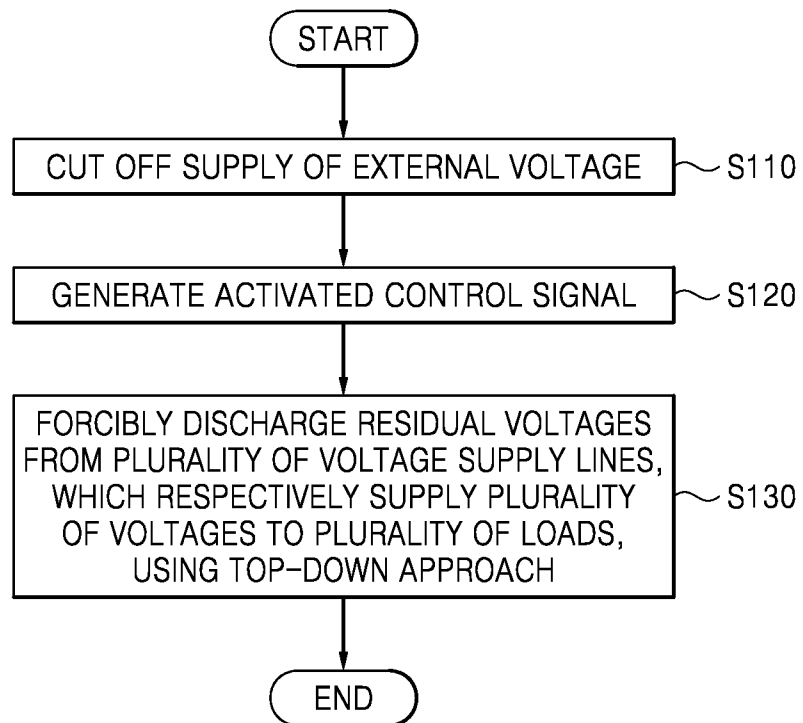 START
CUT OFF SUPPLY OF EXTERNAL VOLTAGE
S110
GENERATE ACTIVATED CONTROL SIGNAL
S120
FORCIBLY DISCHARGE RESIDUAL VOLTAGES
FROM PLURALITY OF VOLTAGE SUPPLY LINES,
WHICH RESPECTIVELY SUPPLY PLURALITY
OF VOLTAGES TO PLURALITY OF LOADS,
USING TOP-DOWN APPROACH
S130
END